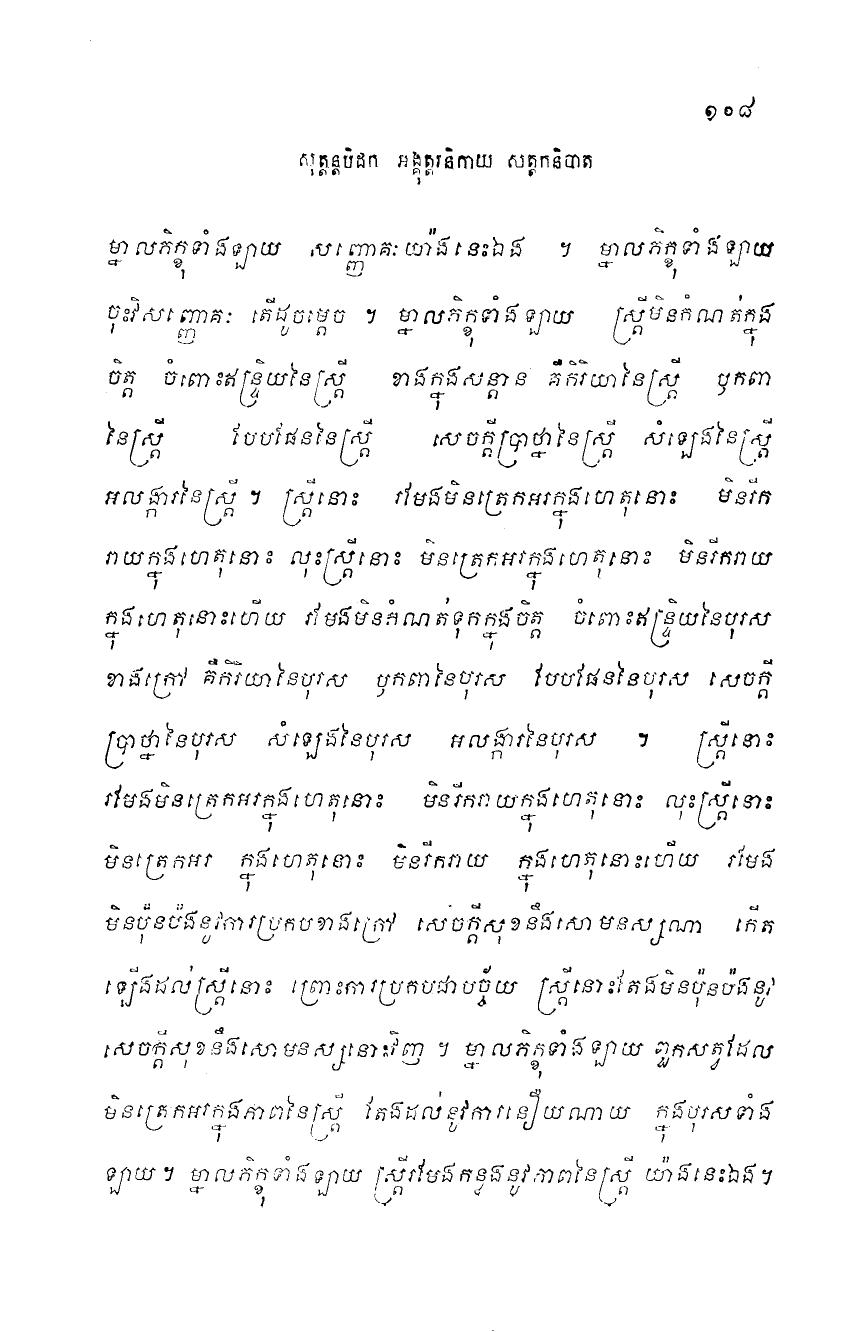 ១០៨
សុត្តន្តបិដក អង្គុត្តរនិកាយ សត្តកនិបាត
ម្នាលភិក្ខុទាំងឡាយ សញ្ញោគៈយ៉ាងនេះឯង ។ ម្នាលភិក្ខុទាំងឡាយ
ចុះវិសញ្ញោគៈ តើដូចម្តេច ។ ម្នាលភិក្ខុទាំងឡាយ ស្រ្តីមិនកំណត់ក្នុង
ចិត្ត ចំពោះឥន្ទ្រិយនៃស្រ្តី ខាងក្នុងសន្តាន គឺកិរិយានៃស្រ្តី ឫកពា
នៃស្រ្តី បែបផែននៃស្រ្តី សេចក្តីប្រាថ្នានៃស្រ្តី សំឡេងនៃស្រ្តី
អលង្ការនៃស្រ្តី ។ ស្រ្តីនោះ រមែងមិនត្រេកអរក្នុងហេតុនោះ មិនរីក
រាយក្នុងហេតុនោះ លុះស្រ្តីនោះ មិនត្រេកអរក្នុងហេតុនោះ មិនរីករាយ
ក្នុងហេតុនោះហើយ រមែងមិនកំណត់ទុកក្នុងចិត្ត ចំពោះឥន្ទ្រិយនៃបុរស
ខាងក្រៅ គឺកិរិយានៃបុរស ឫកពានៃបុរស បែបផែននៃបុរស សេចក្តី
ប្រាថ្នានៃបុរស សំឡេងនៃបុរស អលង្ការនៃបុរស ។ ស្រ្តីនោះ
រមែងមិនត្រេកអរក្នុងហេតុនោះ មិនរីករាយក្នុងហេតុនោះ លុះស្រ្តីនោះ
មិនត្រេកអរ ក្នុងហេតុនោះ មិនរីករាយ ក្នុងហេតុនោះហើយ រមែង
មិនប៉ុនប៉ងនូវការប្រកបខាងក្រៅ សេចក្តីសុខនឹងសោមនស្សណា កើត
ឡើងដល់ស្រ្តីនោះ ព្រោះការប្រកបជាបច្ច័យ ស្រ្តីនោះតែងមិនប៉ុនប៉ងនូវ
សេចក្តីសុខនឹងសោមនស្សនោះវិញ ។ ម្នាលភិក្ខុទាំងឡាយ ពួកសត្វដែល
មិនត្រេកអរក្នុងភាពនៃស្រ្តី តែងដល់នូវការនឿយណាយ ក្នុងបុរសទាំង
ឡាយ ។ ម្នាលភិក្ខុទាំងឡាយ ស្រ្តីរមែងកន្លងនូវភាពនៃស្រ្តី យ៉ាងនេះឯង ។